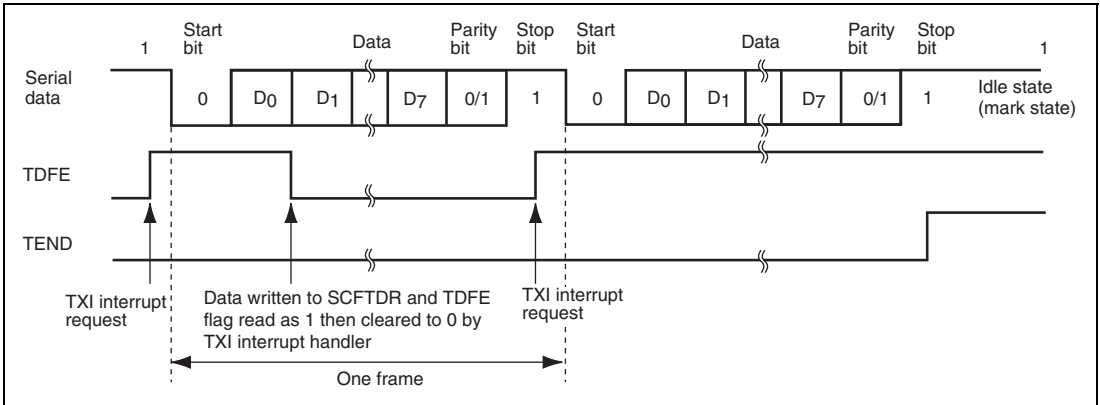 1 Start bit Data Parity bit Stop bit Start bit Data Parity bit Stop bit 1
Serial data 0 D0 D1 D7 0/1 1 0 D0 D1 D7 0/1 1 Idle state (mark state)
TDFE
TEND
TXI interrupt request
Data written to SCFTDR and TDFE
flag read as 1 then cleared to 0 by
TXI interrupt handler
TXI interrupt request
One frame